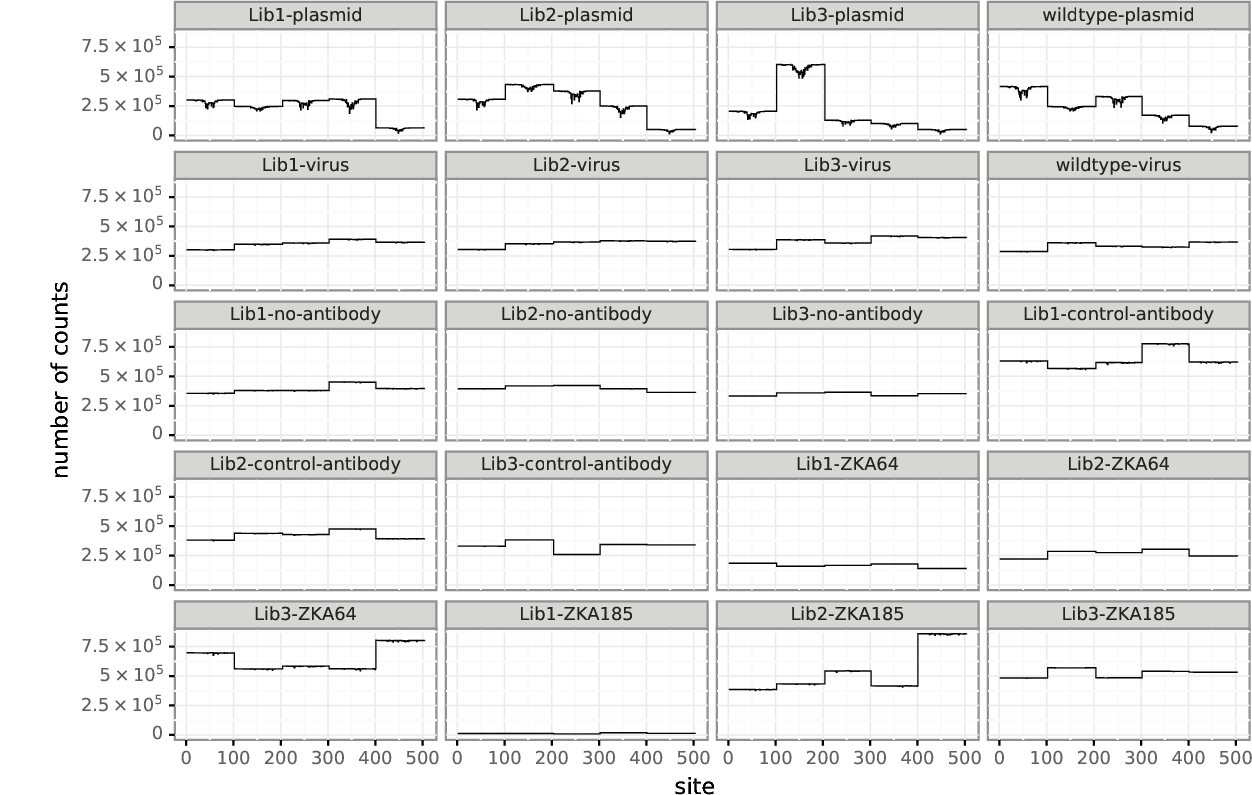 Lib1-plasmid Lib2-plasmid Lib3-plasmid wildtype-plasmid
7.5 × 10⁵
5 × 10⁵
2.5 × 10⁵
0
Lib1-virus Lib2-virus Lib3-virus wildtype-virus
7.5 × 10⁵
5 × 10⁵
2.5 × 10⁵
0
Lib1-no-antibody Lib2-no-antibody Lib3-no-antibody Lib1-control-antibody
7.5 × 10⁵
5 × 10⁵
2.5 × 10⁵
0
number of counts
Lib2-control-antibody Lib3-control-antibody Lib1-ZKA64 Lib2-ZKA64
7.5 × 10⁵
5 × 10⁵
2.5 × 10⁵
0
Lib3-ZKA64 Lib1-ZKA185 Lib2-ZKA185 Lib3-ZKA185
7.5 × 10⁵
5 × 10⁵
2.5 × 10⁵
0
0 100 200 300 400 500 0 100 200 300 400 500 0 100 200 300 400 500 0 100 200 300 400 500
site